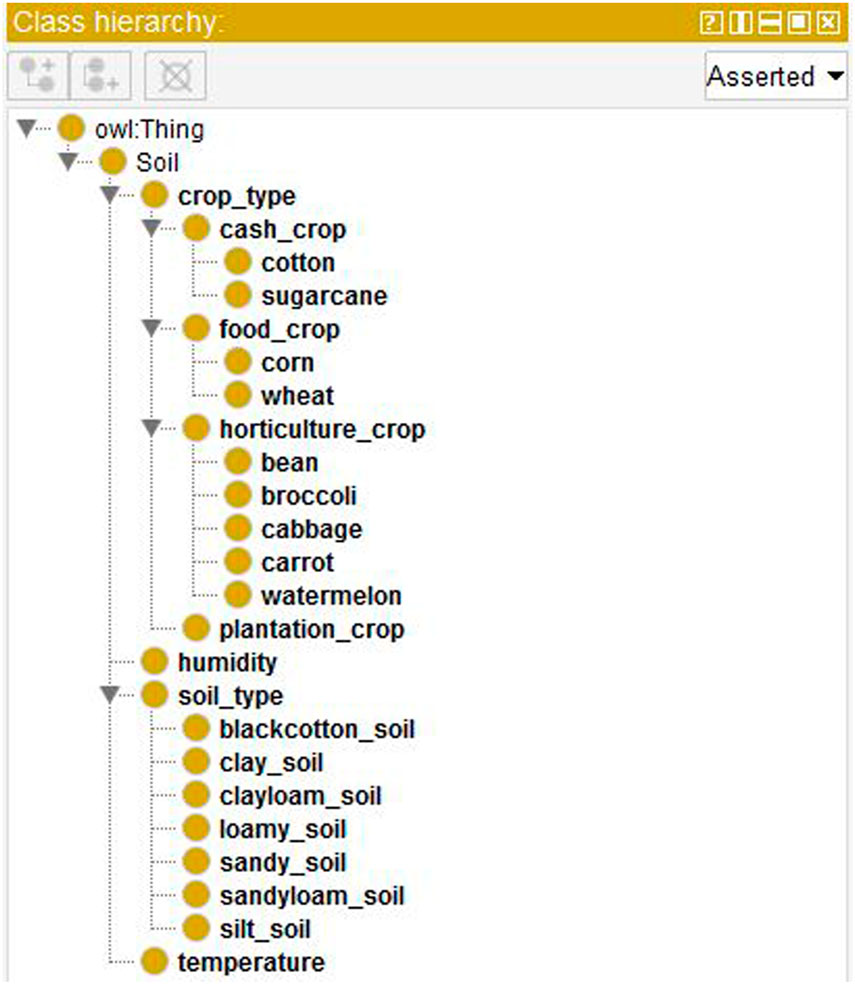 Class hierarchy:
Asserted
owl:Thing
Soil
crop_type
cash_crop
cotton
sugarcane
food_crop
corn
wheat
horticulture_crop
bean
broccoli
cabbage
carrot
watermelon
plantation_crop
humidity
soil_type
blackcotton_soil
clay_soil
clayloam_soil
loamy_soil
sandy_soil
sandyloam_soil
silt_soil
temperature